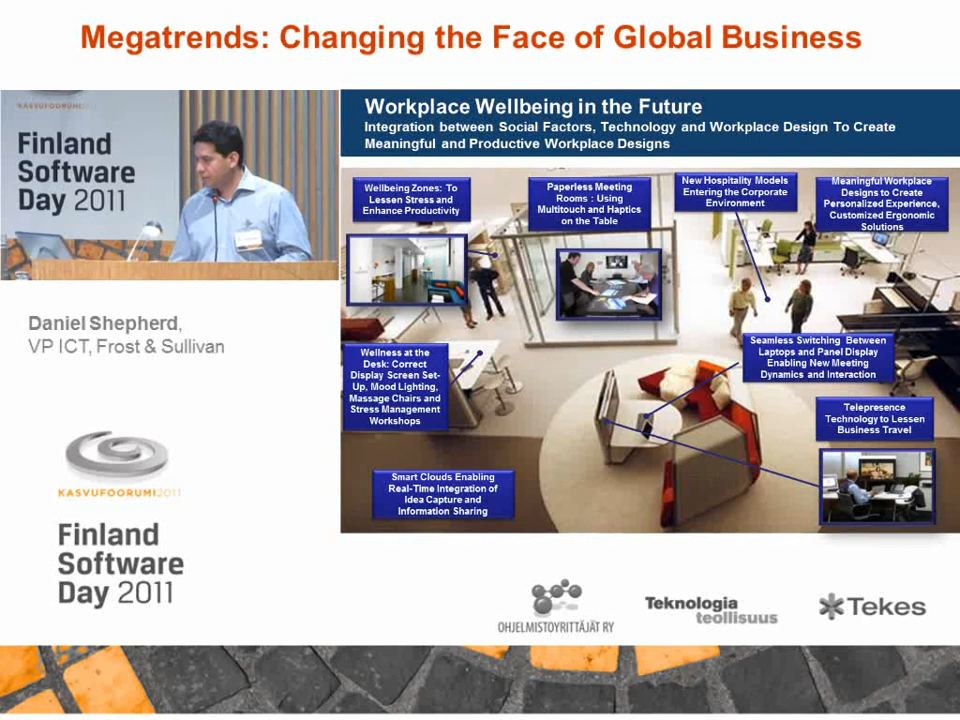 Megatrends: Changing the Face of Global Business
KASVUFOORUMI2011
Finland
Software
Day 2011
Workplace Wellbeing in the Future
Integration between Social Factors, Technology and Workplace Design To Create
Meaningful and Productive Workplace Designs
Wellbeing Zones: To
Lessen Stress and
Enhance Productivity
Paperless Meeting
Rooms : Using
Multitouch and Haptics
on the Table
New Hospitality Models
Entering the Corporate
Environment
Meaningful Workplace
Designs to Create
Personalized Experience,
Customized Ergonomic
Solutions
Daniel Shepherd,
VP ICT, Frost & Sullivan
Wellness at the
Desk: Correct
Display Screen Set-
Up, Mood Lighting,
Massage Chairs and
Stress Management
Workshops
Seamless Switching Between
Laptops and Panel Display
Enabling New Meeting
Dynamics and Interaction
Telepresence
Technology to Lessen
Business Travel
Smart Clouds Enabling
Real-Time Integration of
Idea Capture and
Information Sharing
KASVUFOORUMI2011
Finland
Software
Day 2011
OHJELMISTOYRITTÄJÄT RY
Teknologia
teollisuus
Tekes